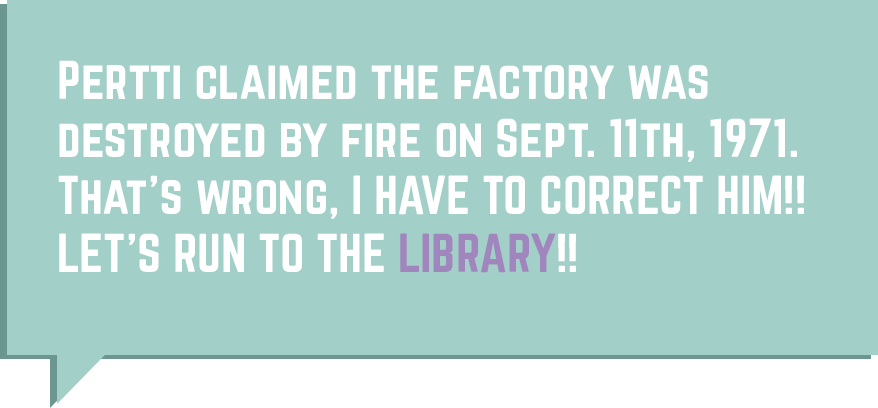 Pertti claimed the factory was
destroyed by fire on Sept. 11th, 1971.
That's wrong, I HAVE TO CORRECT HIM!!
LET'S RUN TO THE LIBRARY!!